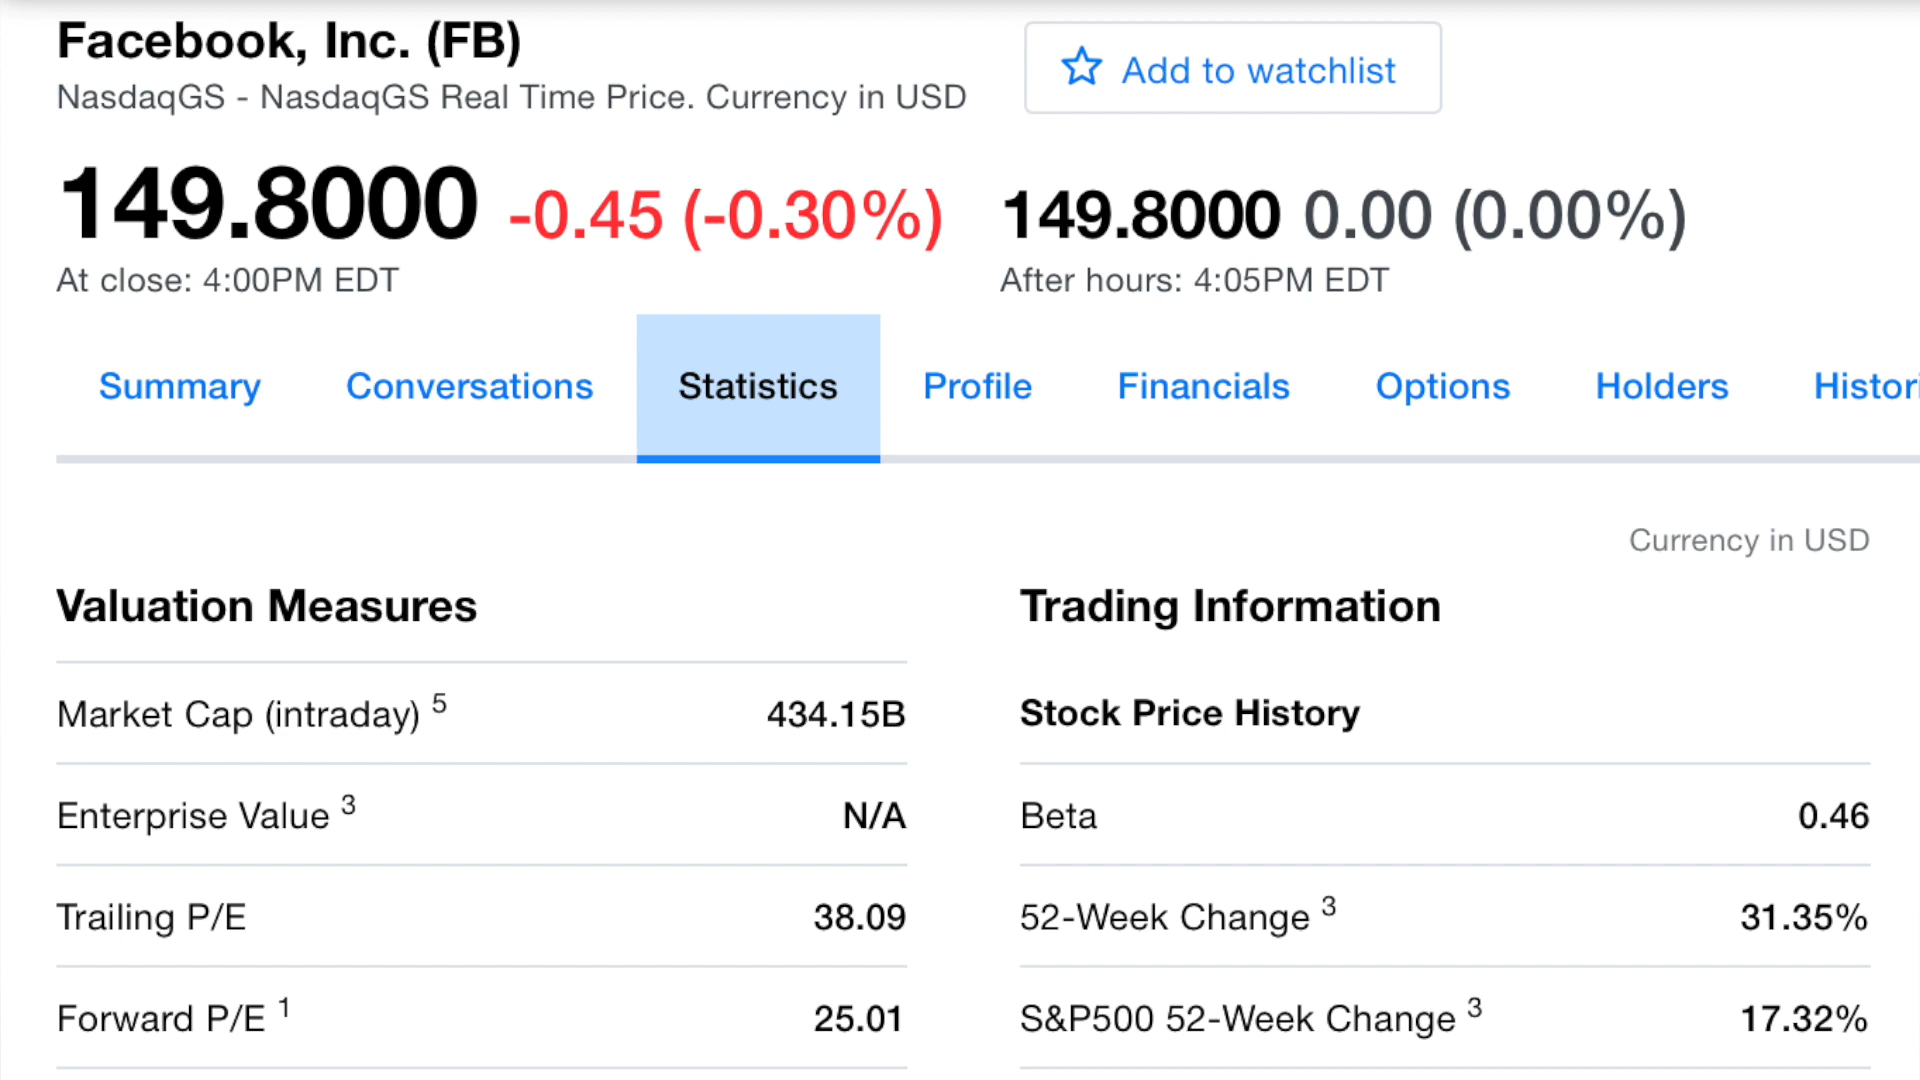 Facebook, Inc. (FB)
Add to watchlist
NasdaqGS - NasdaqGS Real Time Price. Currency in USD
149.8000 -0.45 (-0.30%)
At close: 4:00PM EDT
149.8000 0.00 (0.00%)
After hours: 4:05PM EDT
Summary Conversations Statistics Profile Financials Options Holders Histori
Currency in USD
Valuation Measures
Market Cap (intraday) 5 434.15B
Enterprise Value 3 N/A
Trailing P/E 38.09
Forward P/E 1 25.01
Trading Information
Stock Price History
Beta 0.46
52-Week Change 3 31.35%
S&P500 52-Week Change 3 17.32%